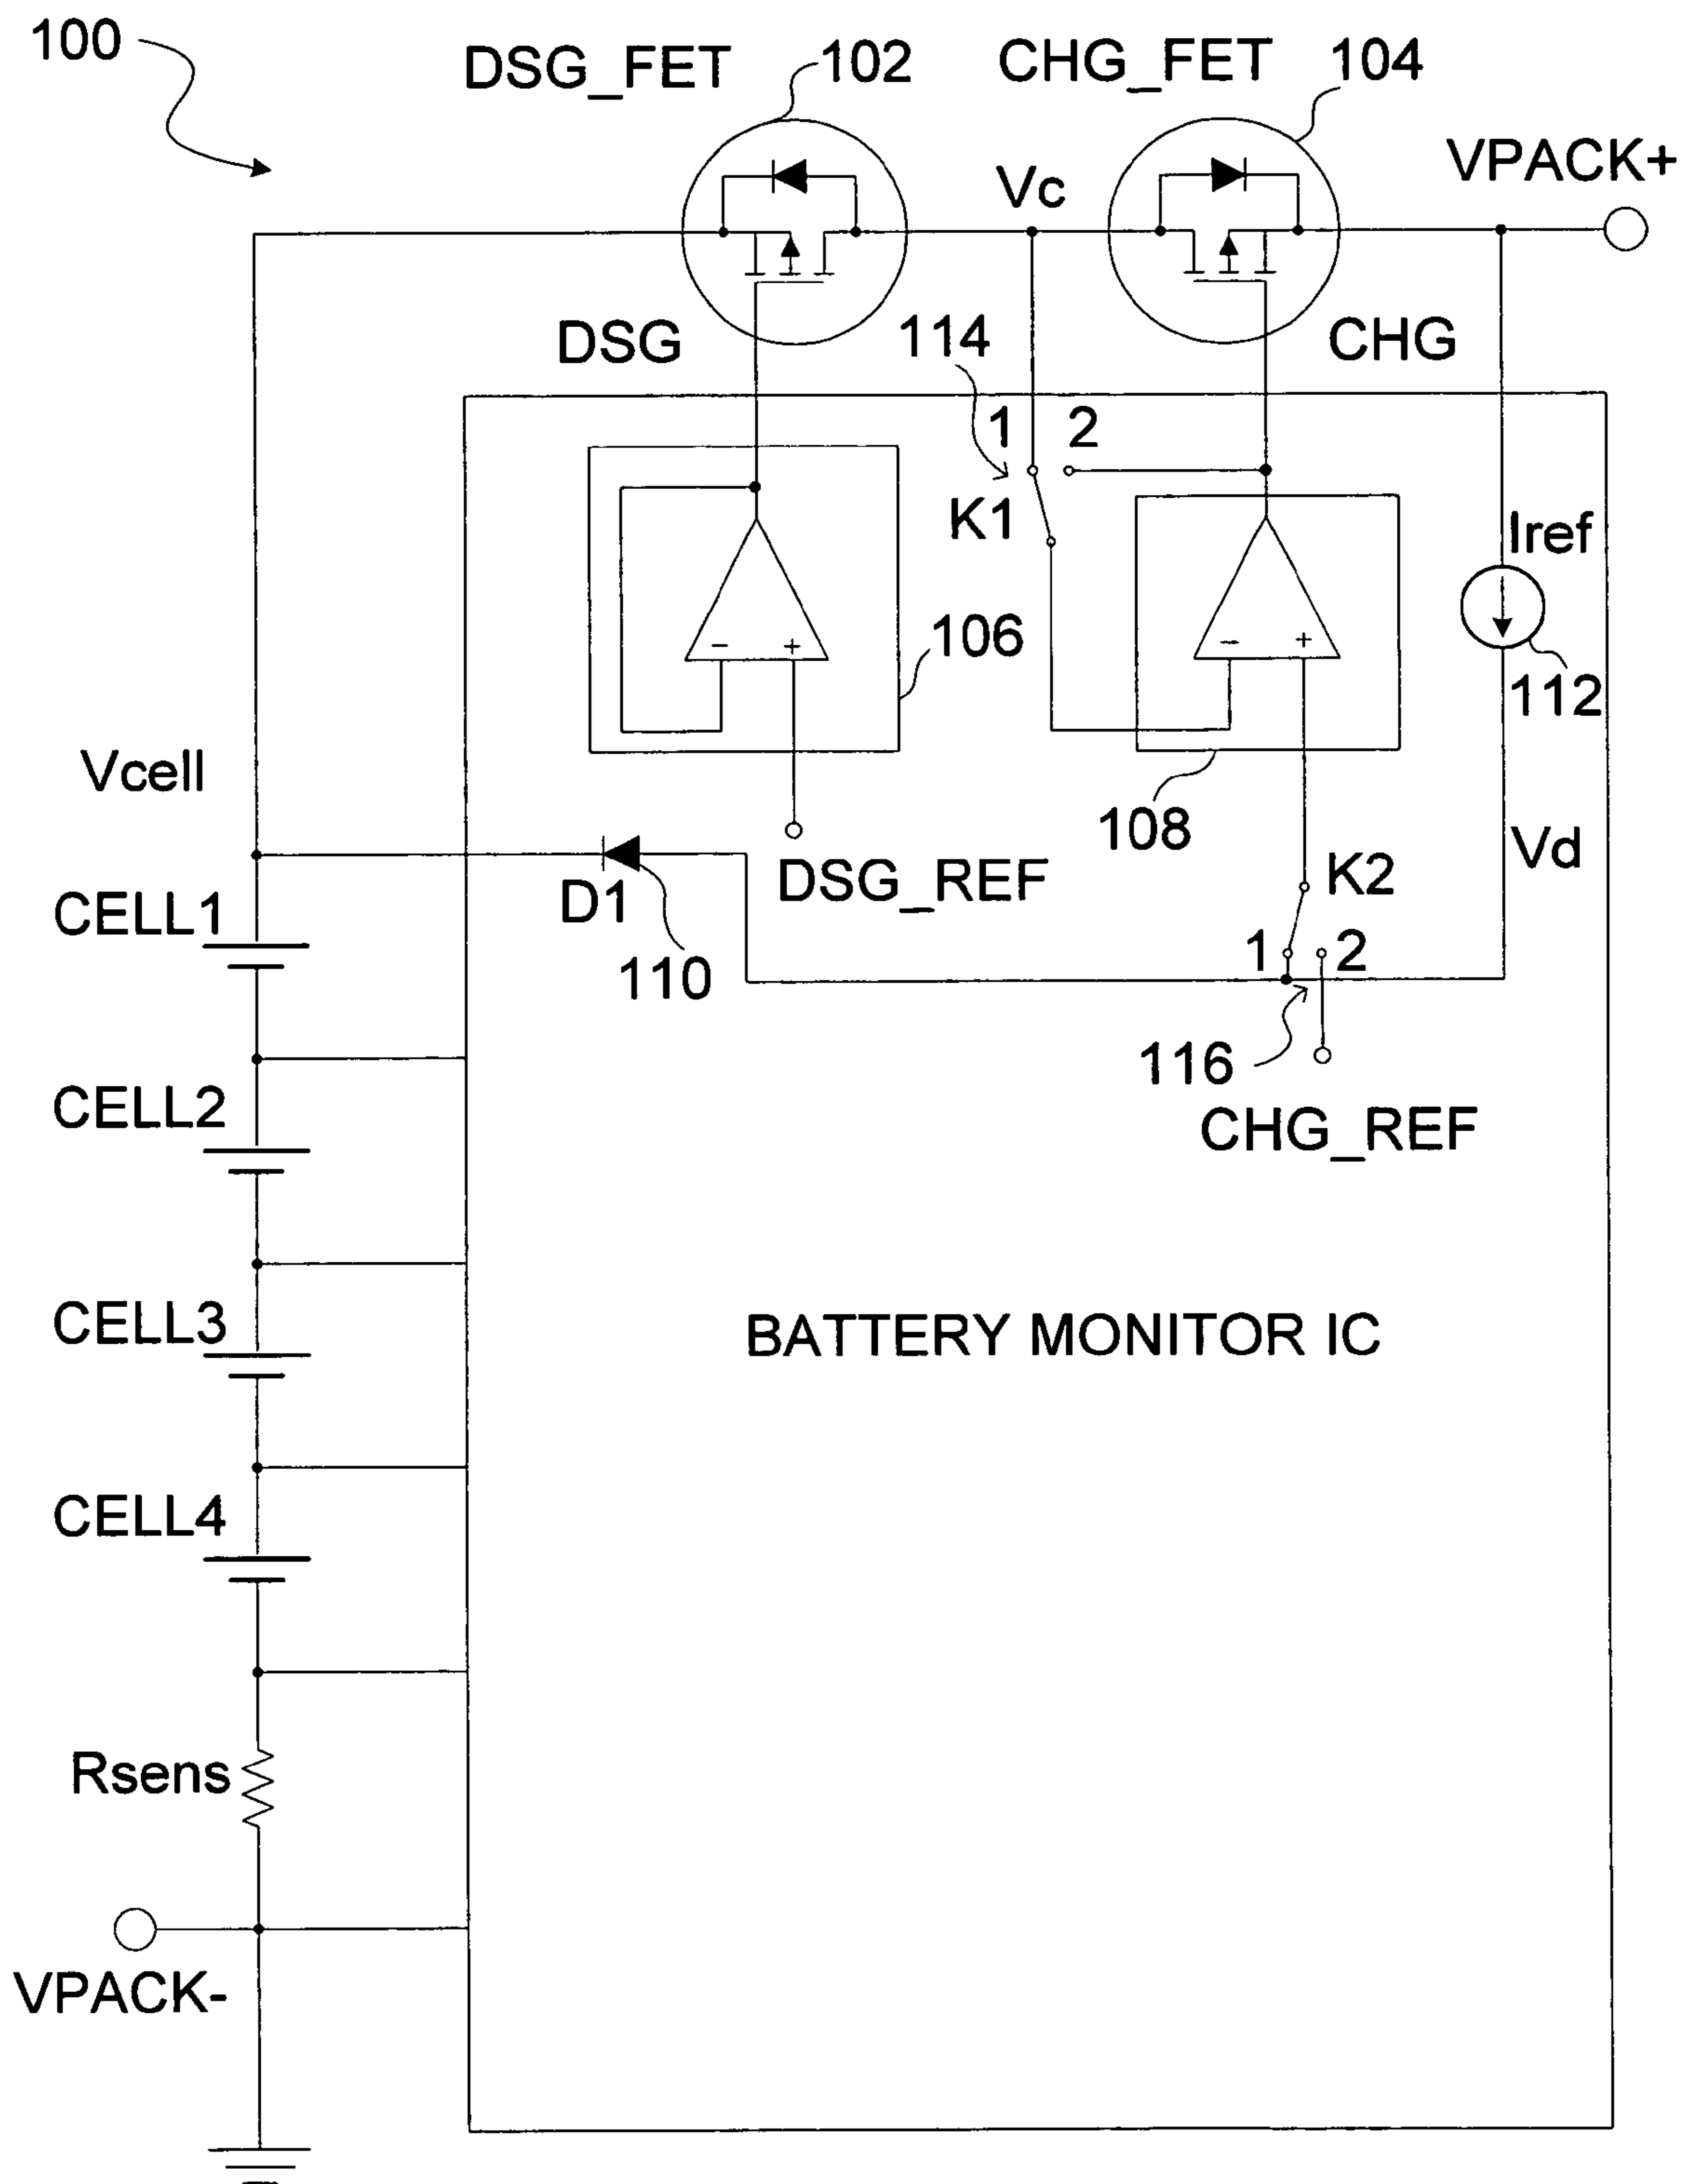 100
DSG_FET
102
CHG_FET
104
VPACK+
Vc
DSG
114
CHG
1
2
K1
Iref
106
112
Vcell
- +
- +
108
Vd
K2
DSG_REF
D1
CELL1
110
1
2
116
CELL2
CHG_REF
CELL3
BATTERY MONITOR IC
CELL4
Rsens
VPACK-